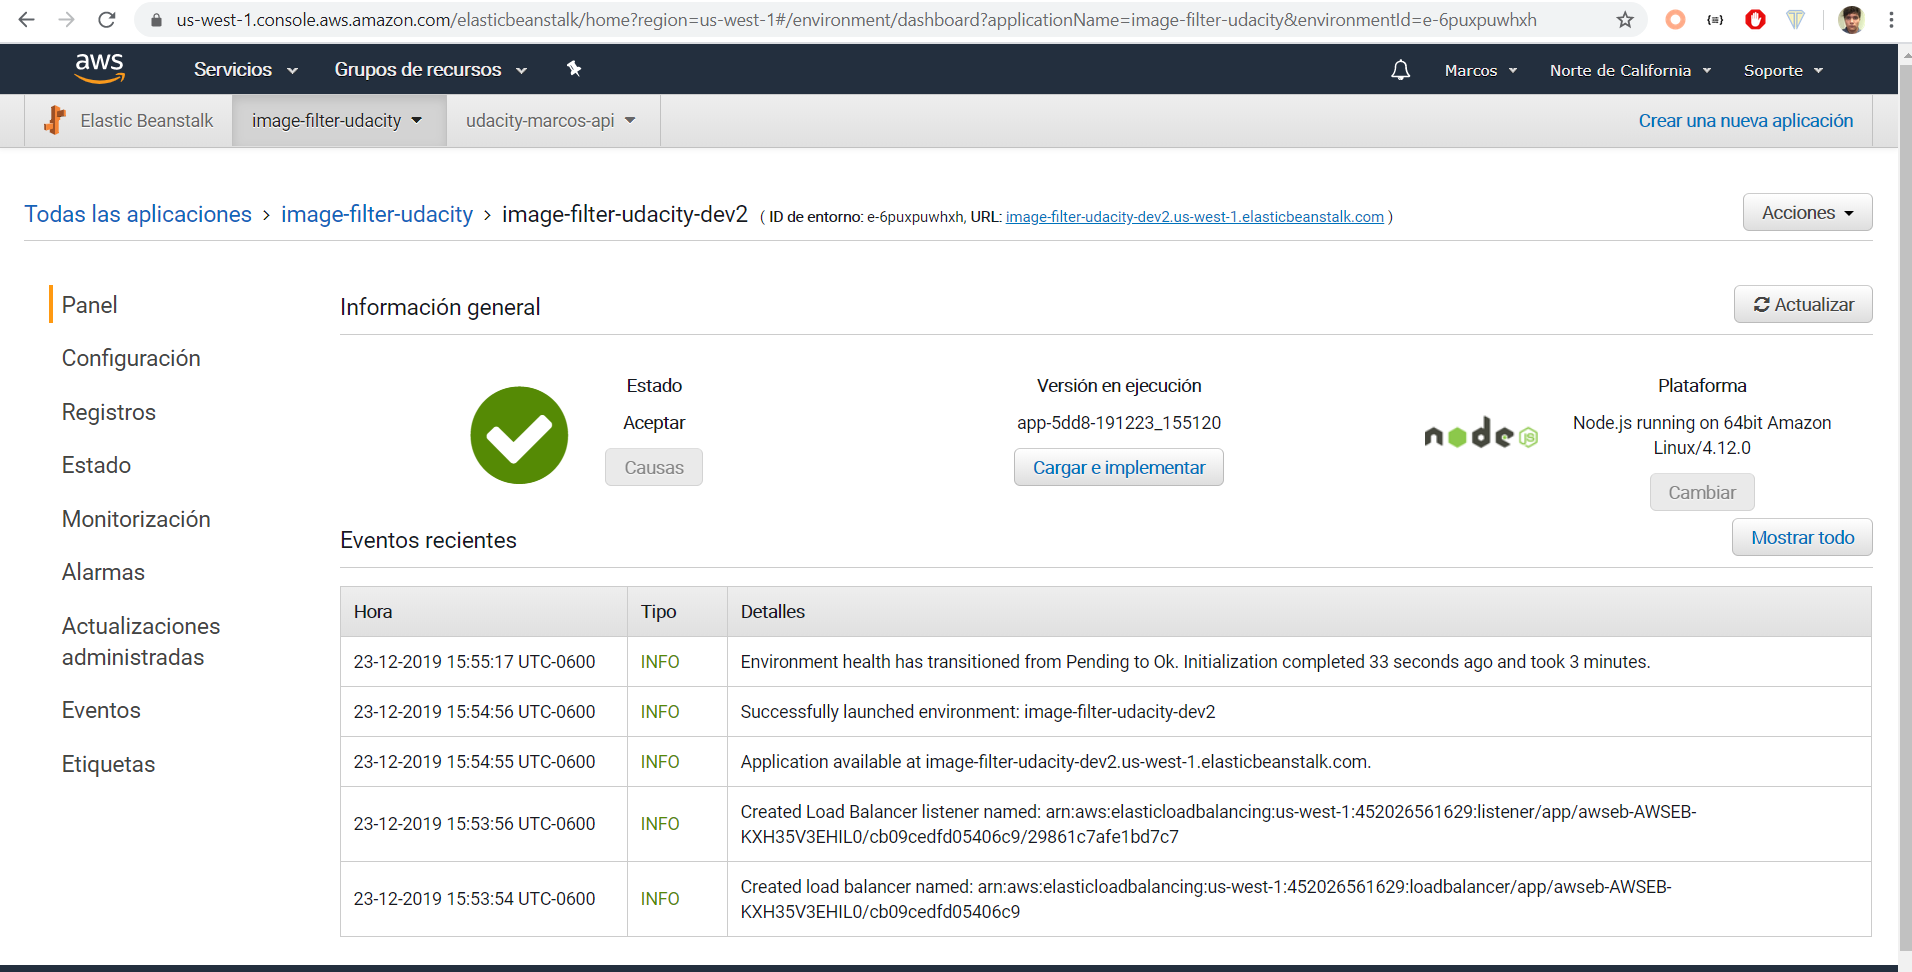 us-west-1.console.aws.amazon.com/elasticbeanstalk/home?region=us-west-1#/environment/dashboard?applicationName=image-filter-udacity&environmentId=e-6puxpuwhxh
aws
Servicios
Grupos de recursos
Marcos
Norte de California
Soporte
Elastic Beanstalk
image-filter-udacity
udacity-marcos-api
Crear una nueva aplicación
Todas las aplicaciones > image-filter-udacity > image-filter-udacity-dev2 ( ID de entorno: e-6puxpuwhxh, URL: image-filter-udacity-dev2.us-west-1.elasticbeanstalk.com )
Acciones
Panel
Configuración
Registros
Estado
Monitorización
Alarmas
Actualizaciones
administradas
Eventos
Etiquetas
Información general
Actualizar
Estado
Aceptar
Causas
Versión en ejecución
app-5dd8-191223_155120
Cargar e implementar
node JS
Plataforma
Node.js running on 64bit Amazon
Linux/4.12.0
Cambiar
Eventos recientes
Mostrar todo
Hora Tipo Detalles
23-12-2019 15:55:17 UTC-0600 INFO Environment health has transitioned from Pending to Ok. Initialization completed 33 seconds ago and took 3 minutes.
23-12-2019 15:54:56 UTC-0600 INFO Successfully launched environment: image-filter-udacity-dev2
23-12-2019 15:54:55 UTC-0600 INFO Application available at image-filter-udacity-dev2.us-west-1.elasticbeanstalk.com.
23-12-2019 15:53:56 UTC-0600 INFO Created Load Balancer listener named: arn:aws:elasticloadbalancing:us-west-1:452026561629:listener/app/awseb-AWSEB-
KXH35V3EHIL0/cb09cedfd05406c9/29861c7afe1bd7c7
23-12-2019 15:53:54 UTC-0600 INFO Created load balancer named: arn:aws:elasticloadbalancing:us-west-1:452026561629:loadbalancer/app/awseb-AWSEB-
KXH35V3EHIL0/cb09cedfd05406c9